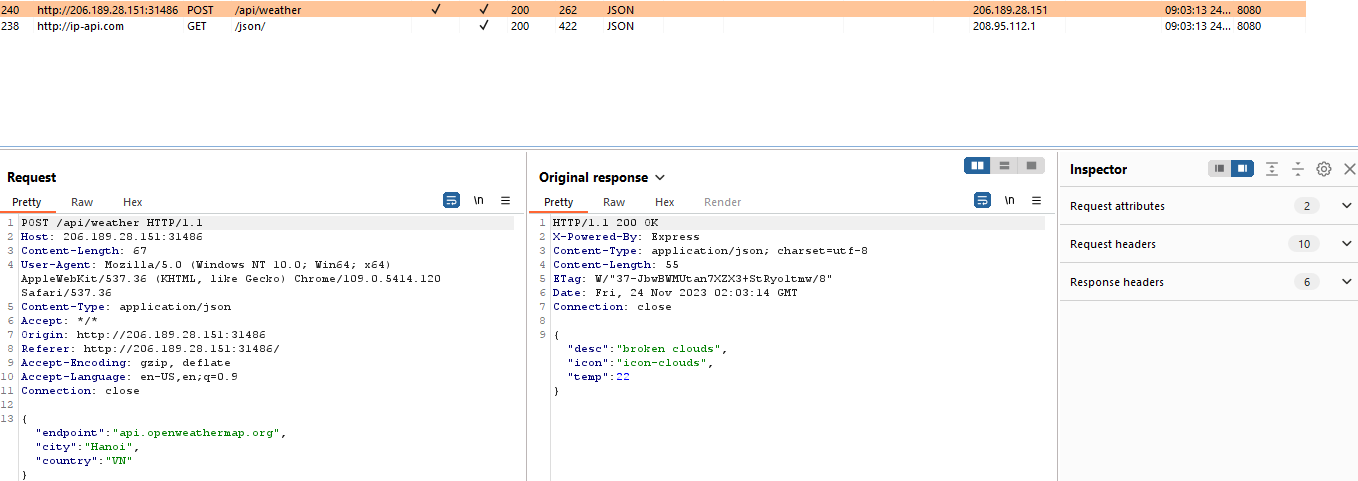 240 http://206.189.28.151:31486 POST /api/weather ✓ ✓ 200 262 JSON 206.189.28.151 09:03:13 24... 8080
238 http://ip-api.com GET /json/ ✓ 200 422 JSON 208.95.112.1 09:03:13 24... 8080
Request
Pretty Raw Hex \n
1 POST /api/weather HTTP/1.1
2 Host: 206.189.28.151:31486
3 Content-Length: 67
4 User-Agent: Mozilla/5.0 (Windows NT 10.0; Win64; x64)
AppleWebKit/537.36 (KHTML, like Gecko) Chrome/109.0.5414.120
Safari/537.36
5 Content-Type: application/json
6 Accept: */*
7 Origin: http://206.189.28.151:31486
8 Referer: http://206.189.28.151:31486/
9 Accept-Encoding: gzip, deflate
10 Accept-Language: en-US,en;q=0.9
11 Connection: close
12
13 {
"endpoint":"api.openweathermap.org",
"city":"Hanoi",
"country":"VN"
}
Original response
Pretty Raw Hex Render \n
1 HTTP/1.1 200 OK
2 X-Powered-By: Express
3 Content-Type: application/json; charset=utf-8
4 Content-Length: 55
5 ETag: W/"37-JbwBWMUtan7XZX3+StRyoltmw/8"
6 Date: Fri, 24 Nov 2023 02:03:14 GMT
7 Connection: close
8
9 {
"desc":"broken clouds",
"icon":"icon-clouds",
"temp":22
}
Inspector
Request attributes 2
Request headers 10
Response headers 6